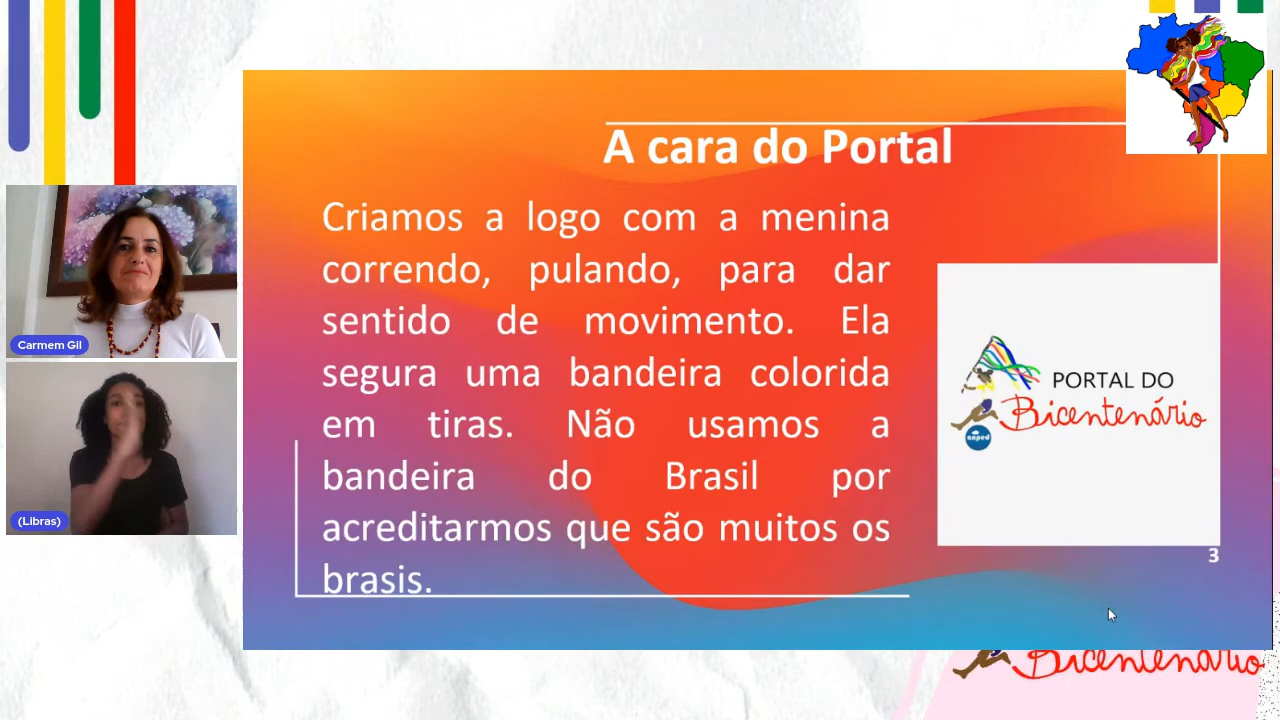 A cara do Portal
Criamos a logo com a menina
correndo, pulando, para dar
sentido de movimento. Ela
segura uma bandeira colorida
em tiras. Não usamos a
bandeira do Brasil por
acreditarmos que são muitos os
brasis.
PORTAL DO
Bicentenário
anped
3
Carmem Gil
(Libras)
Bicentenário